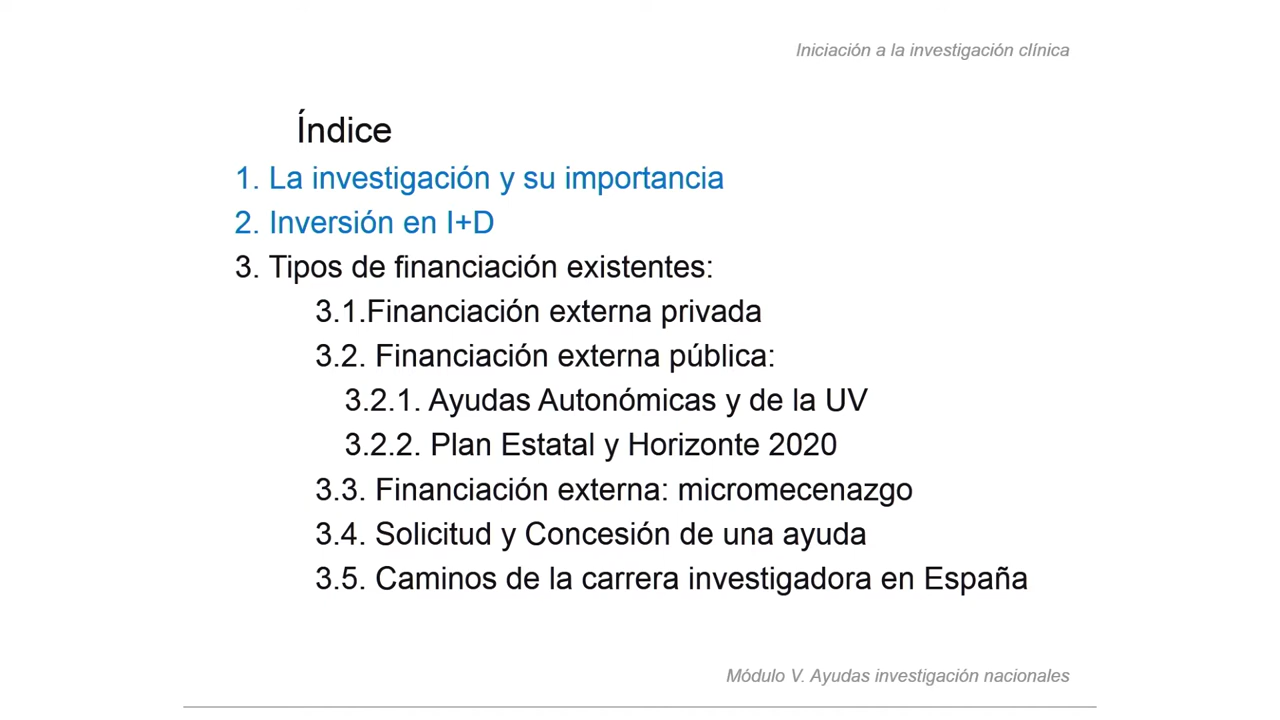 Iniciación a la investigación clínica
Índice
1. La investigación y su importancia
2. Inversión en I+D
3. Tipos de financiación existentes:
3.1.Financiación externa privada
3.2. Financiación externa pública:
3.2.1. Ayudas Autonómicas y de la UV
3.2.2. Plan Estatal y Horizonte 2020
3.3. Financiación externa: micromecenazgo
3.4. Solicitud y Concesión de una ayuda
3.5. Caminos de la carrera investigadora en España
Módulo V. Ayudas investigación nacionales